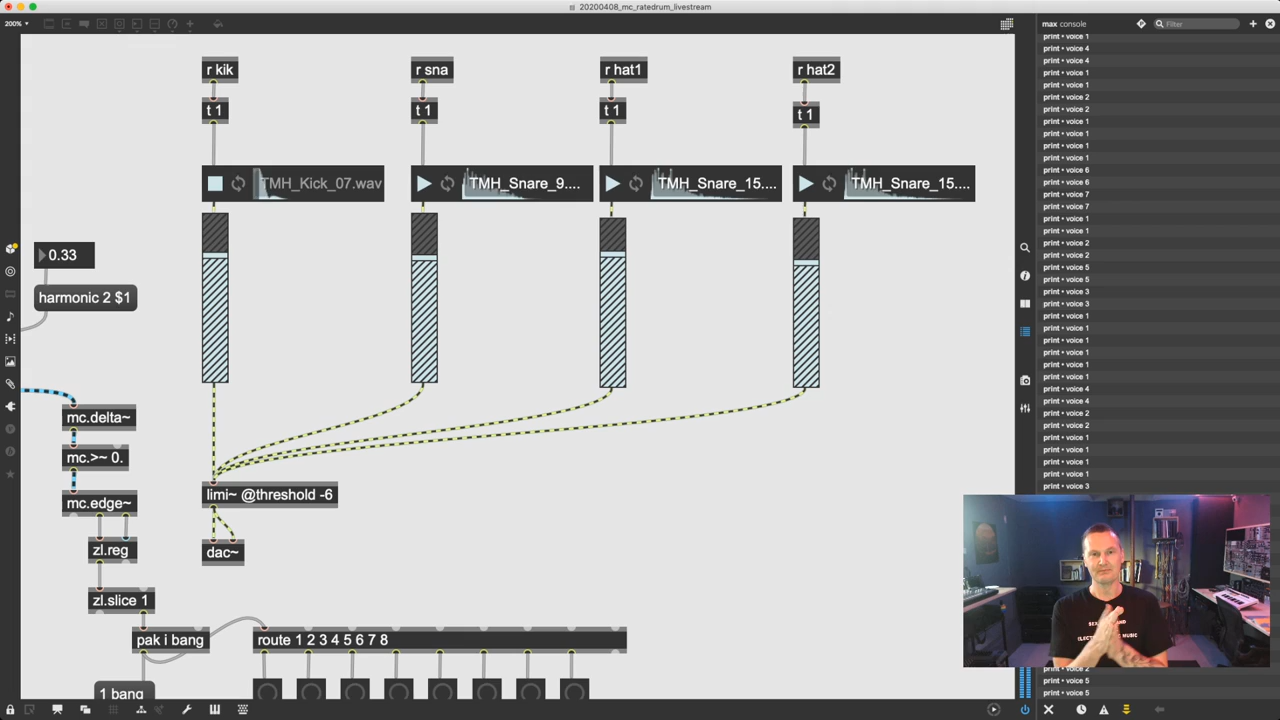 20200408_mc_ratedrum_livestream
200%
max console
Filter
r kik
r sna
r hat1
r hat2
t 1
t 1
t 1
t 1
TMH_Kick_07.wav
TMH_Snare_9....
TMH_Snare_15....
TMH_Snare_15....
0.33
harmonic 2 $1
mc.delta~
mc.>~ 0.
mc.edge~
zl.reg
zl.slice 1
pak i bang
1 bang
limi~ @threshold -6
dac~
route 1 2 3 4 5 6 7 8
print • voice 1
print • voice 4
print • voice 4
print • voice 1
print • voice 1
print • voice 2
print • voice 2
print • voice 1
print • voice 1
print • voice 1
print • voice 1
print • voice 6
print • voice 6
print • voice 7
print • voice 7
print • voice 1
print • voice 1
print • voice 2
print • voice 2
print • voice 5
print • voice 5
print • voice 3
print • voice 3
print • voice 1
print • voice 1
print • voice 1
print • voice 1
print • voice 1
print • voice 1
print • voice 4
print • voice 4
print • voice 2
print • voice 2
print • voice 1
print • voice 1
print • voice 1
print • voice 1
print • voice 3
print • voice 2
print • voice 5
print • voice 5